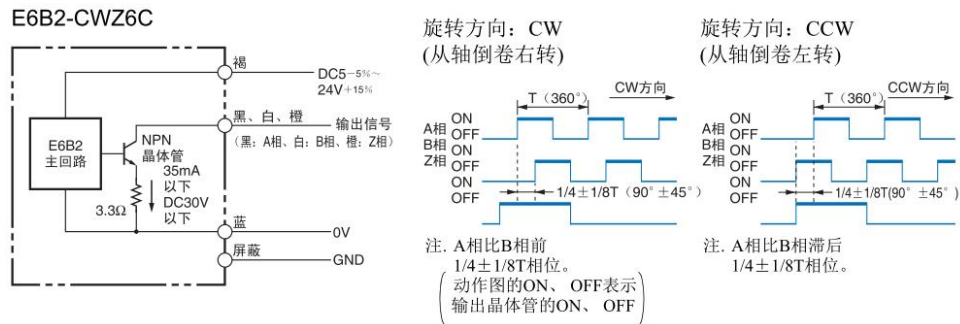 E6B2-CWZ6C
褐
DC5-5%~
24V+15%
黑、白、橙
输出信号
(黑: A相、白: B相、橙: Z相)
E6B2
主回路
NPN
晶体管
35mA
以下
DC30V
以下
3.3Ω
蓝
0V
屏蔽
GND
旋转方向: CW
(从轴倒卷右转)
T (360°)
CW方向
A相
B相
Z相
ON
OFF
ON
OFF
ON
OFF
1/4±1/8T (90° ±45°)
注. A相比B相前
1/4±1/8T相位。
(动作图的ON、 OFF表示
输出晶体管的ON、 OFF)
旋转方向: CCW
(从轴倒卷左转)
T (360°)
CCW方向
A相
B相
Z相
ON
OFF
ON
OFF
ON
OFF
1/4±1/8T(90° ±45°)
注. A相比B相滞后
1/4±1/8T相位。